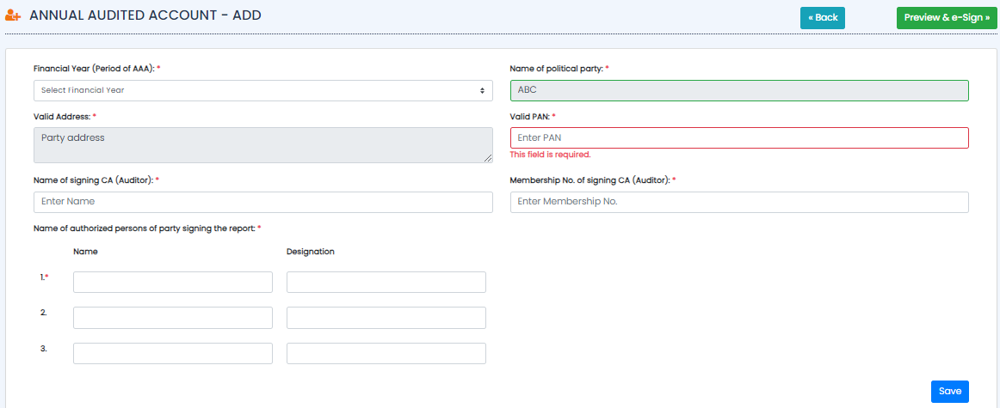 ANNUAL AUDITED ACCOUNT - ADD
« Back
Preview & e-Sign »
Financial Year (Period of AAA): *
Name of political party: *
Select Financial Year
ABC
Valid Address: *
Valid PAN: *
Party address
Enter PAN
This field is required.
Name of signing CA (Auditor): *
Membership No. of signing CA (Auditor): *
Enter Name
Enter Membership No.
Name of authorized persons of party signing the report: *
Name
Designation
1.*
2.
3.
Save